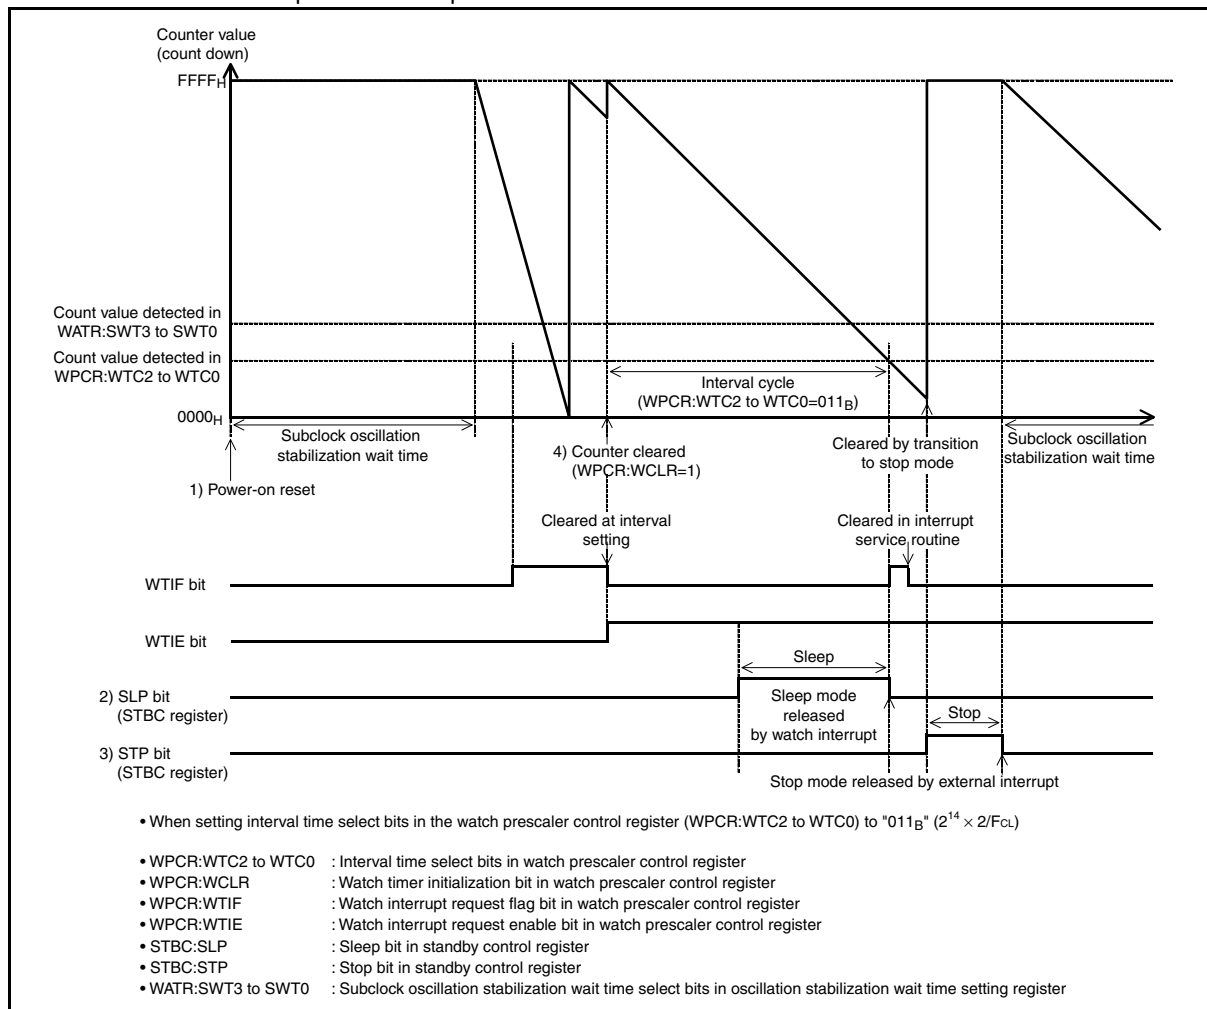 Counter value
(count down)
FFFFH
Count value detected in
WATR:SWT3 to SWT0
Count value detected in
WPCR:WTC2 to WTC0
Interval cycle
(WPCR:WTC2 to WTC0=011B)
0000H
Subclock oscillation
stabilization wait time
4) Counter cleared
(WPCR:WCLR=1)
Cleared by transition
to stop mode
Subclock oscillation
stabilization wait time
1) Power-on reset
Cleared at interval
setting
Cleared in interrupt
service routine
WTIF bit
WTIE bit
Sleep
2) SLP bit
(STBC register)
Sleep mode
released
by watch interrupt
Stop
3) STP bit
(STBC register)
Stop mode released by external interrupt
• When setting interval time select bits in the watch prescaler control register (WPCR:WTC2 to WTC0) to "011B" (2^14 × 2/FCL)
• WPCR:WTC2 to WTC0 : Interval time select bits in watch prescaler control register
• WPCR:WCLR : Watch timer initialization bit in watch prescaler control register
• WPCR:WTIF : Watch interrupt request flag bit in watch prescaler control register
• WPCR:WTIE : Watch interrupt request enable bit in watch prescaler control register
• STBC:SLP : Sleep bit in standby control register
• STBC:STP : Stop bit in standby control register
• WATR:SWT3 to SWT0 : Subclock oscillation stabilization wait time select bits in oscillation stabilization wait time setting register